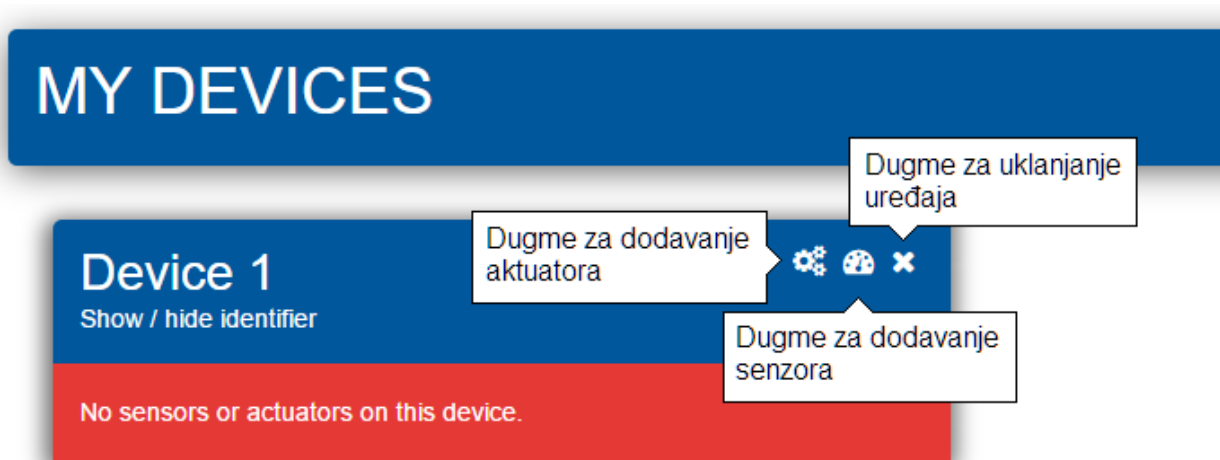 MY DEVICES
Dugme za uklanjanje
uređaja
Dugme za dodavanje
aktuatora
Device 1
Show / hide identifier
Dugme za dodavanje
senzora
No sensors or actuators on this device.